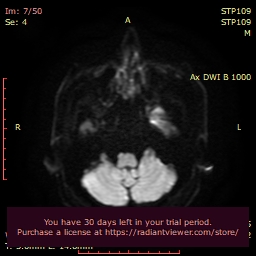 Im: 7/50
STP109
Se: 4
STP109
M
A
Ax DWI B 1000
R
L
You have 30 days left in your trial period.
Purchase a license at https://radiantviewer.com/store/